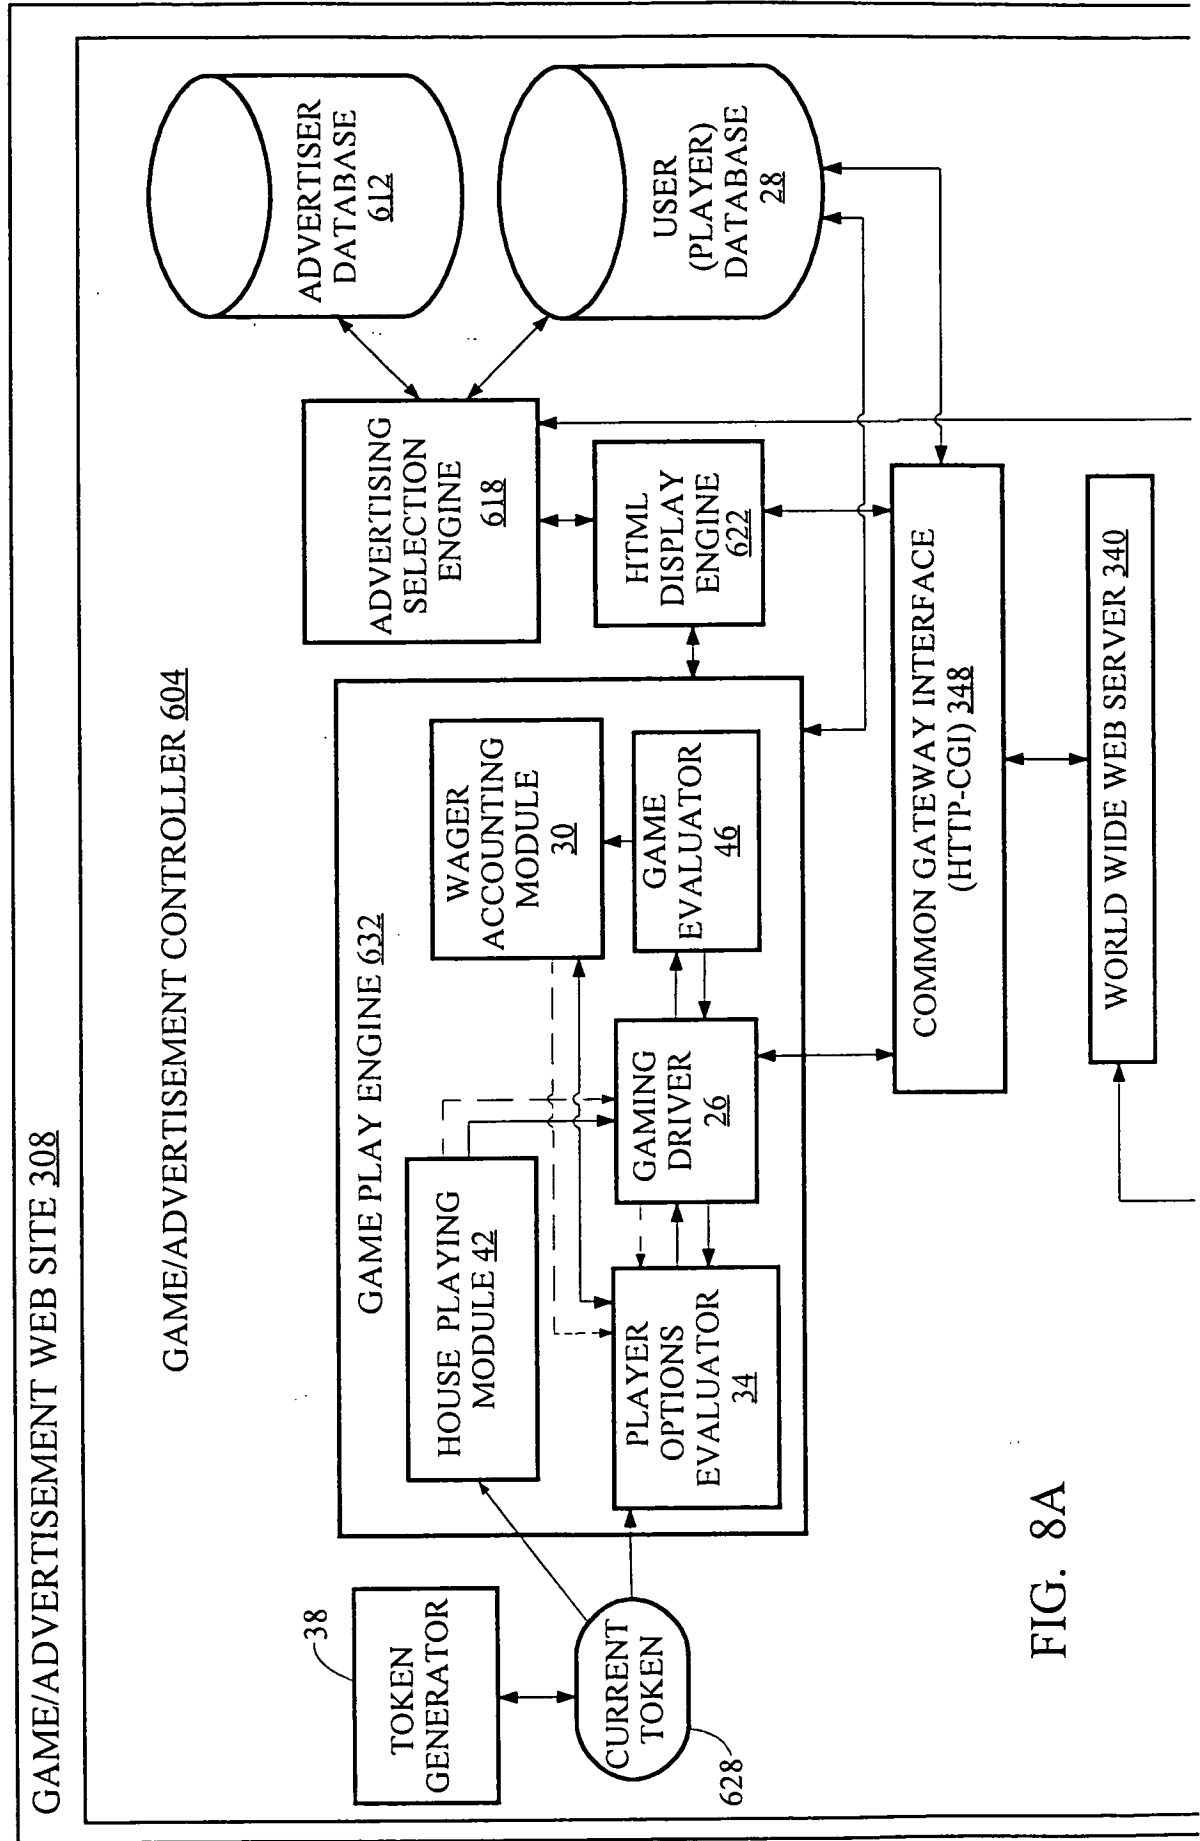 GAME/ADVERTISEMENT WEB SITE 308
GAME/ADVERTISEMENT CONTROLLER 604
38
TOKEN
GENERATOR
CURRENT
TOKEN
628
GAME PLAY ENGINE 632
HOUSE PLAYING
MODULE 42
WAGER
ACCOUNTING
MODULE
30
PLAYER
OPTIONS
EVALUATOR
34
GAMING
DRIVER
26
GAME
EVALUATOR
46
ADVERTISING
SELECTION
ENGINE
618
HTML
DISPLAY
ENGINE
622
ADVERTISER
DATABASE
612
USER
(PLAYER)
DATABASE
28
COMMON GATEWAY INTERFACE
(HTTP-CGI) 348
WORLD WIDE WEB SERVER 340
FIG. 8A